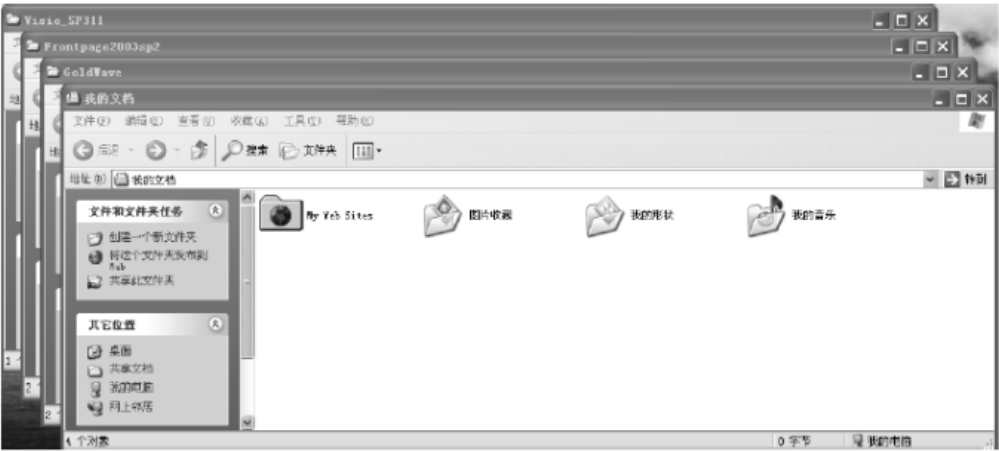 Visio_SP311
Frontpage2003sp2
GoldWave
我的文档
文件(F) 编辑(E) 查看(V) 收藏(A) 工具(T) 帮助(H)
后退 搜索 文件夹
地址(D) 我的文档 转到
文件和文件夹任务
创建一个新文件夹
将这个文件夹发布到
Web
共享此文件夹
其它位置
桌面
共享文档
我的电脑
网上邻居
My Web Sites 图片收藏 我的形状 我的音乐
4 个对象 0 字节 我的电脑